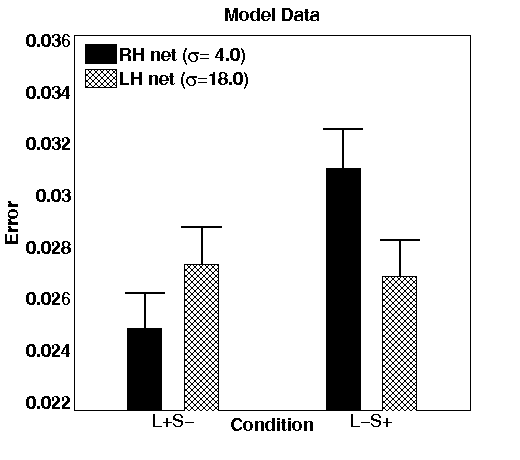 Model Data
0.036
0.034
0.032
0.03
0.028
0.026
0.024
0.022
Error
RH net (σ= 4.0)
LH net (σ=18.0)
L+S−
L−S+
Condition